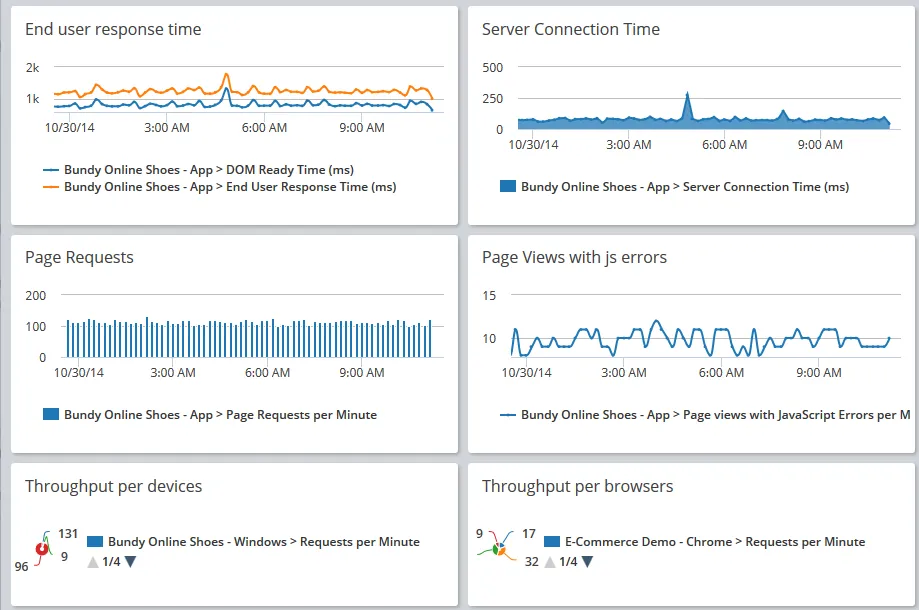 End user response time
2k
1k
10/30/14 3:00 AM 6:00 AM 9:00 AM
Bundy Online Shoes - App > DOM Ready Time (ms)
Bundy Online Shoes - App > End User Response Time (ms)
Server Connection Time
500
250
0
10/30/14 3:00 AM 6:00 AM 9:00 AM
Bundy Online Shoes - App > Server Connection Time (ms)
Page Requests
200
100
0
10/30/14 3:00 AM 6:00 AM 9:00 AM
Bundy Online Shoes - App > Page Requests per Minute
Page Views with js errors
15
10
10/30/14 3:00 AM 6:00 AM 9:00 AM
Bundy Online Shoes - App > Page views with JavaScript Errors per M
Throughput per devices
131
9
96
Bundy Online Shoes - Windows > Requests per Minute
1/4
Throughput per browsers
9 17
32
E-Commerce Demo - Chrome > Requests per Minute
1/4